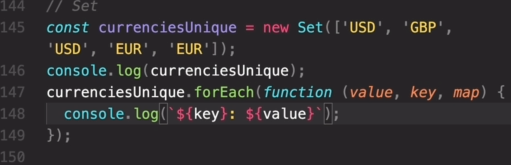 144 // Set
145 const currenciesUnique = new Set(['USD', 'GBP',
'USD', 'EUR', 'EUR']);
146 console.log(currenciesUnique);
147 currenciesUnique.forEach(function (value, key, map) {
148 console.log(`${key}: ${value}`);
149 });
150